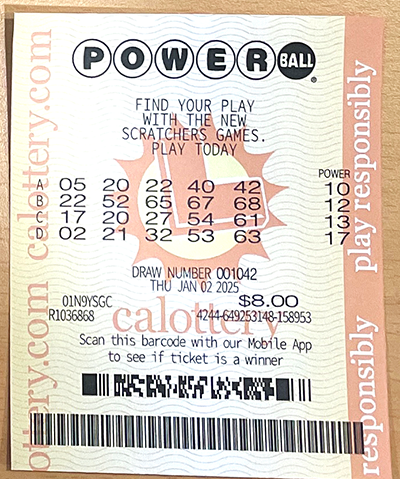 POWERBALL
FIND YOUR PLAY
WITH THE NEW
SCRATCHERS GAMES.
PLAY TODAY
POWER
A 05 20 22 40 42 10
B 22 52 65 67 68 12
C 17 20 27 54 61 13
D 02 21 32 53 63 17
DRAW NUMBER 001042
THU JAN 02 2025
01N9YSGC $8.00
R1036868 4244-649253148-158953
calottery
Scan this barcode with our Mobile App
to see if ticket is a winner
calottery.com calottery.com
play responsibly
responsibly